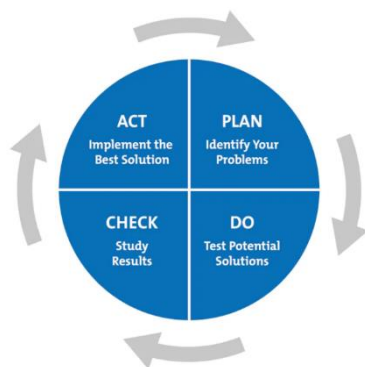 ACT
Implement the
Best Solution
PLAN
Identify Your
Problems
CHECK
Study
Results
DO
Test Potential
Solutions